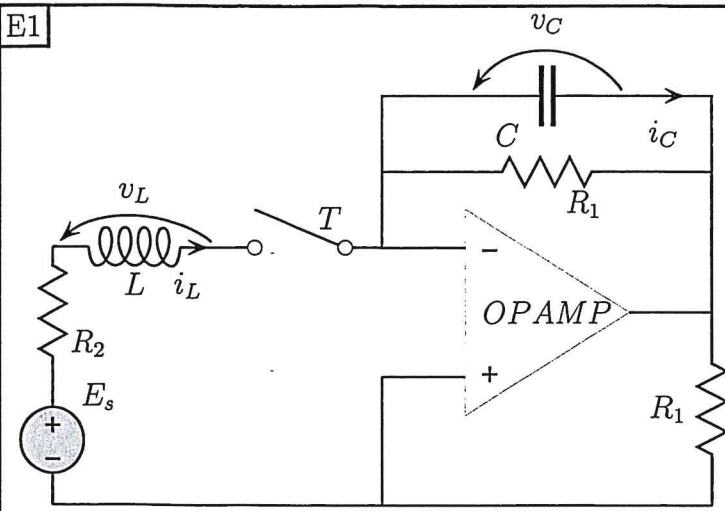 E1
v_C
C
i_C
R_1
v_L
T
L
i_L
−
OPAMP
R_2
+
E_s
+
−
R_1